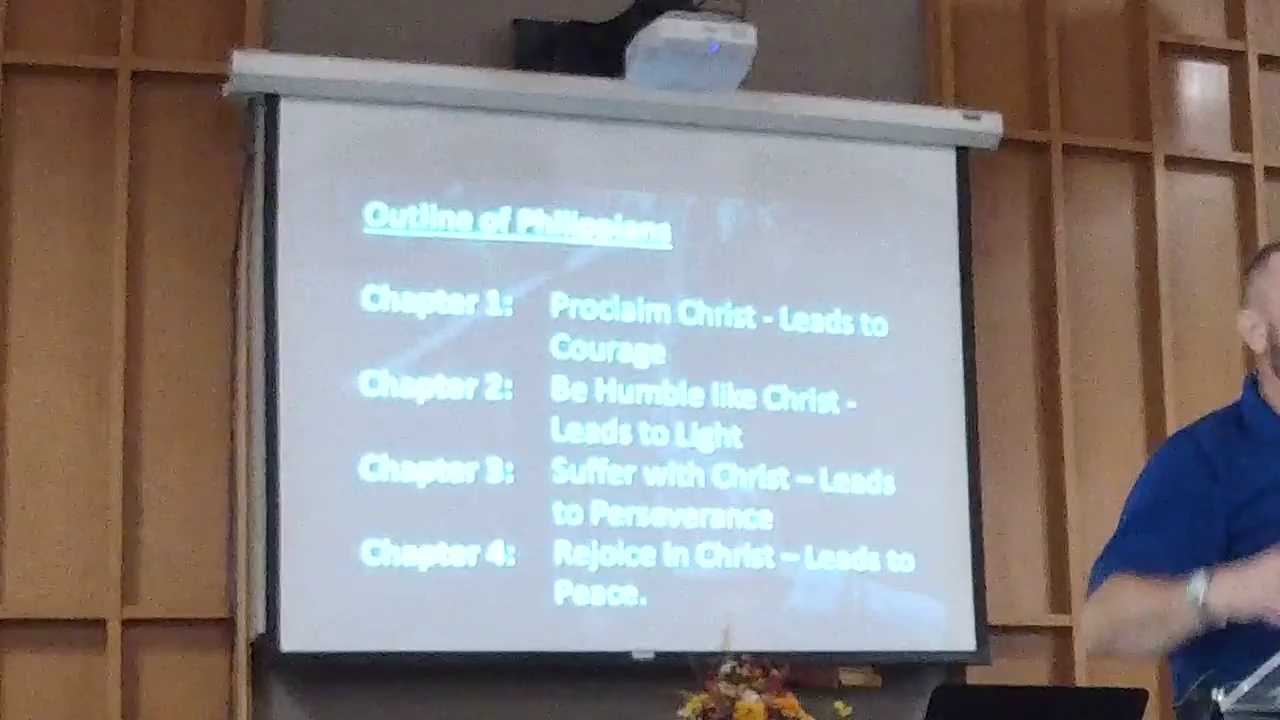 Outline of Philippians
Chapter 1: Proclaim Christ - Leads to
Courage
Chapter 2: Be Humble like Christ -
Leads to Light
Chapter 3: Suffer with Christ – Leads
to Perseverance
Chapter 4: Rejoice in Christ – Leads to
Peace.